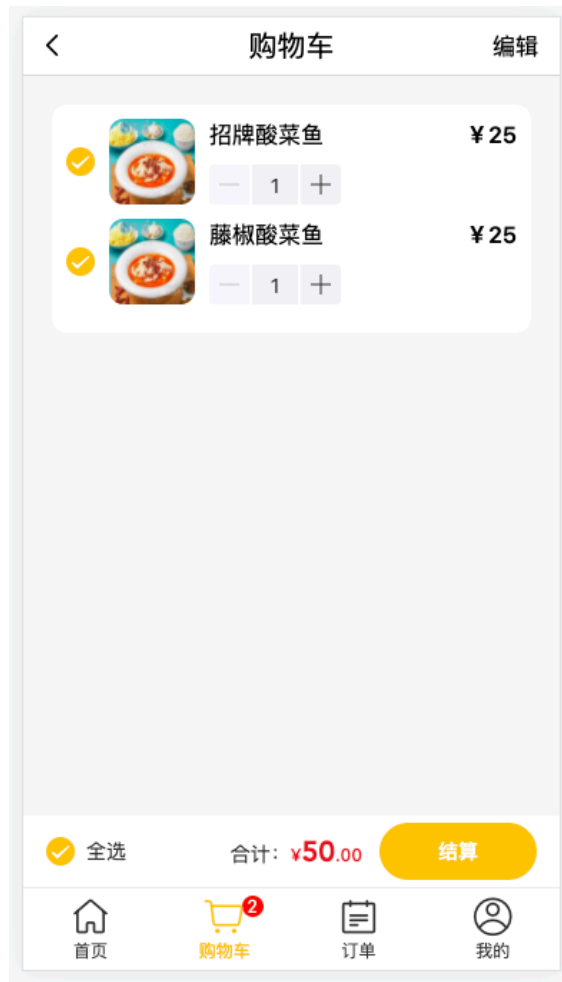 购物车 编辑
招牌酸菜鱼 ¥25
— 1 +
藤椒酸菜鱼 ¥25
— 1 +
全选 合计：¥50.00 结算
2
首页 购物车 订单 我的